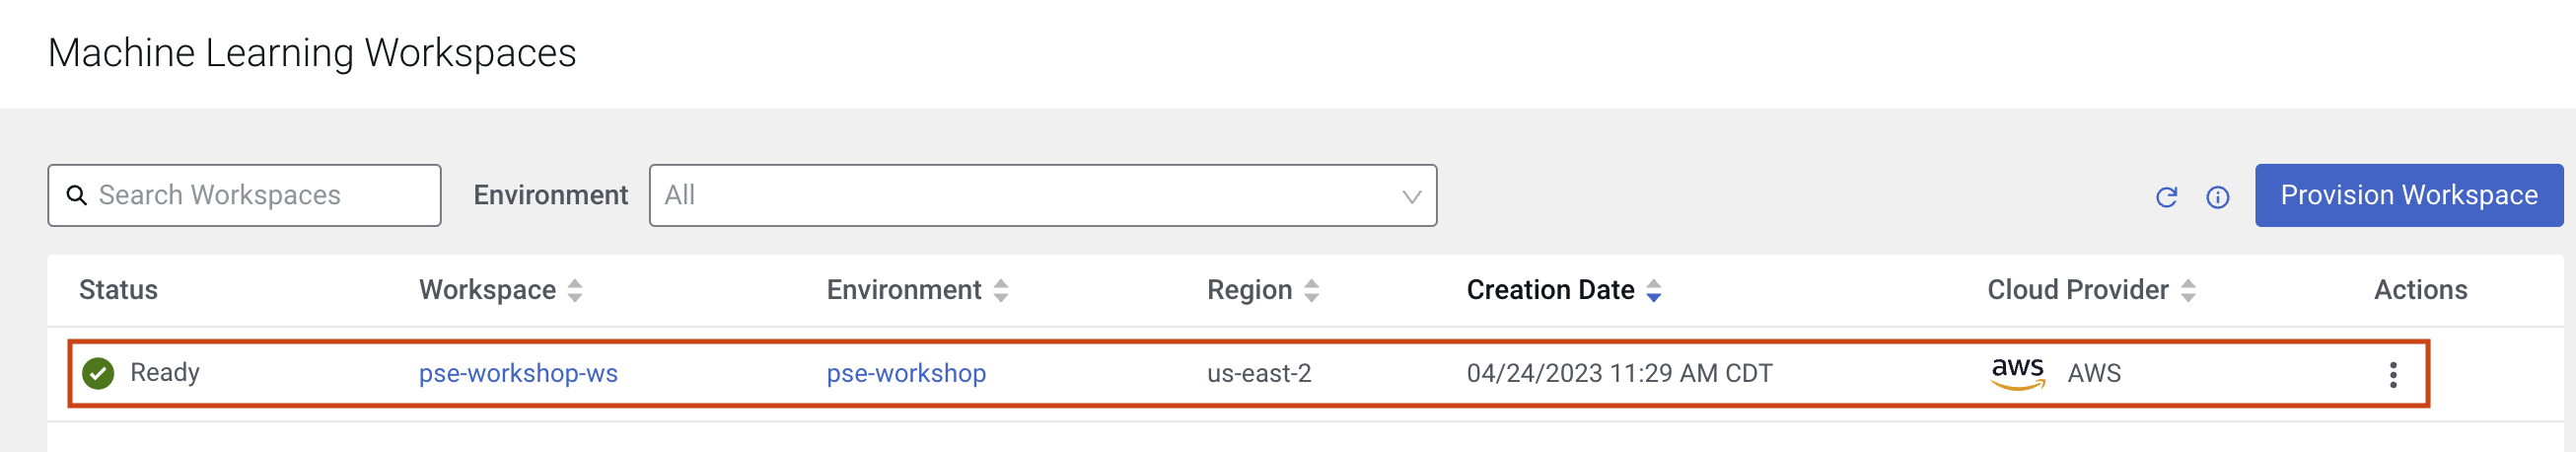 Machine Learning Workspaces
Search Workspaces Environment All Provision Workspace
Status Workspace Environment Region Creation Date Cloud Provider Actions
Ready pse-workshop-ws pse-workshop us-east-2 04/24/2023 11:29 AM CDT aws AWS